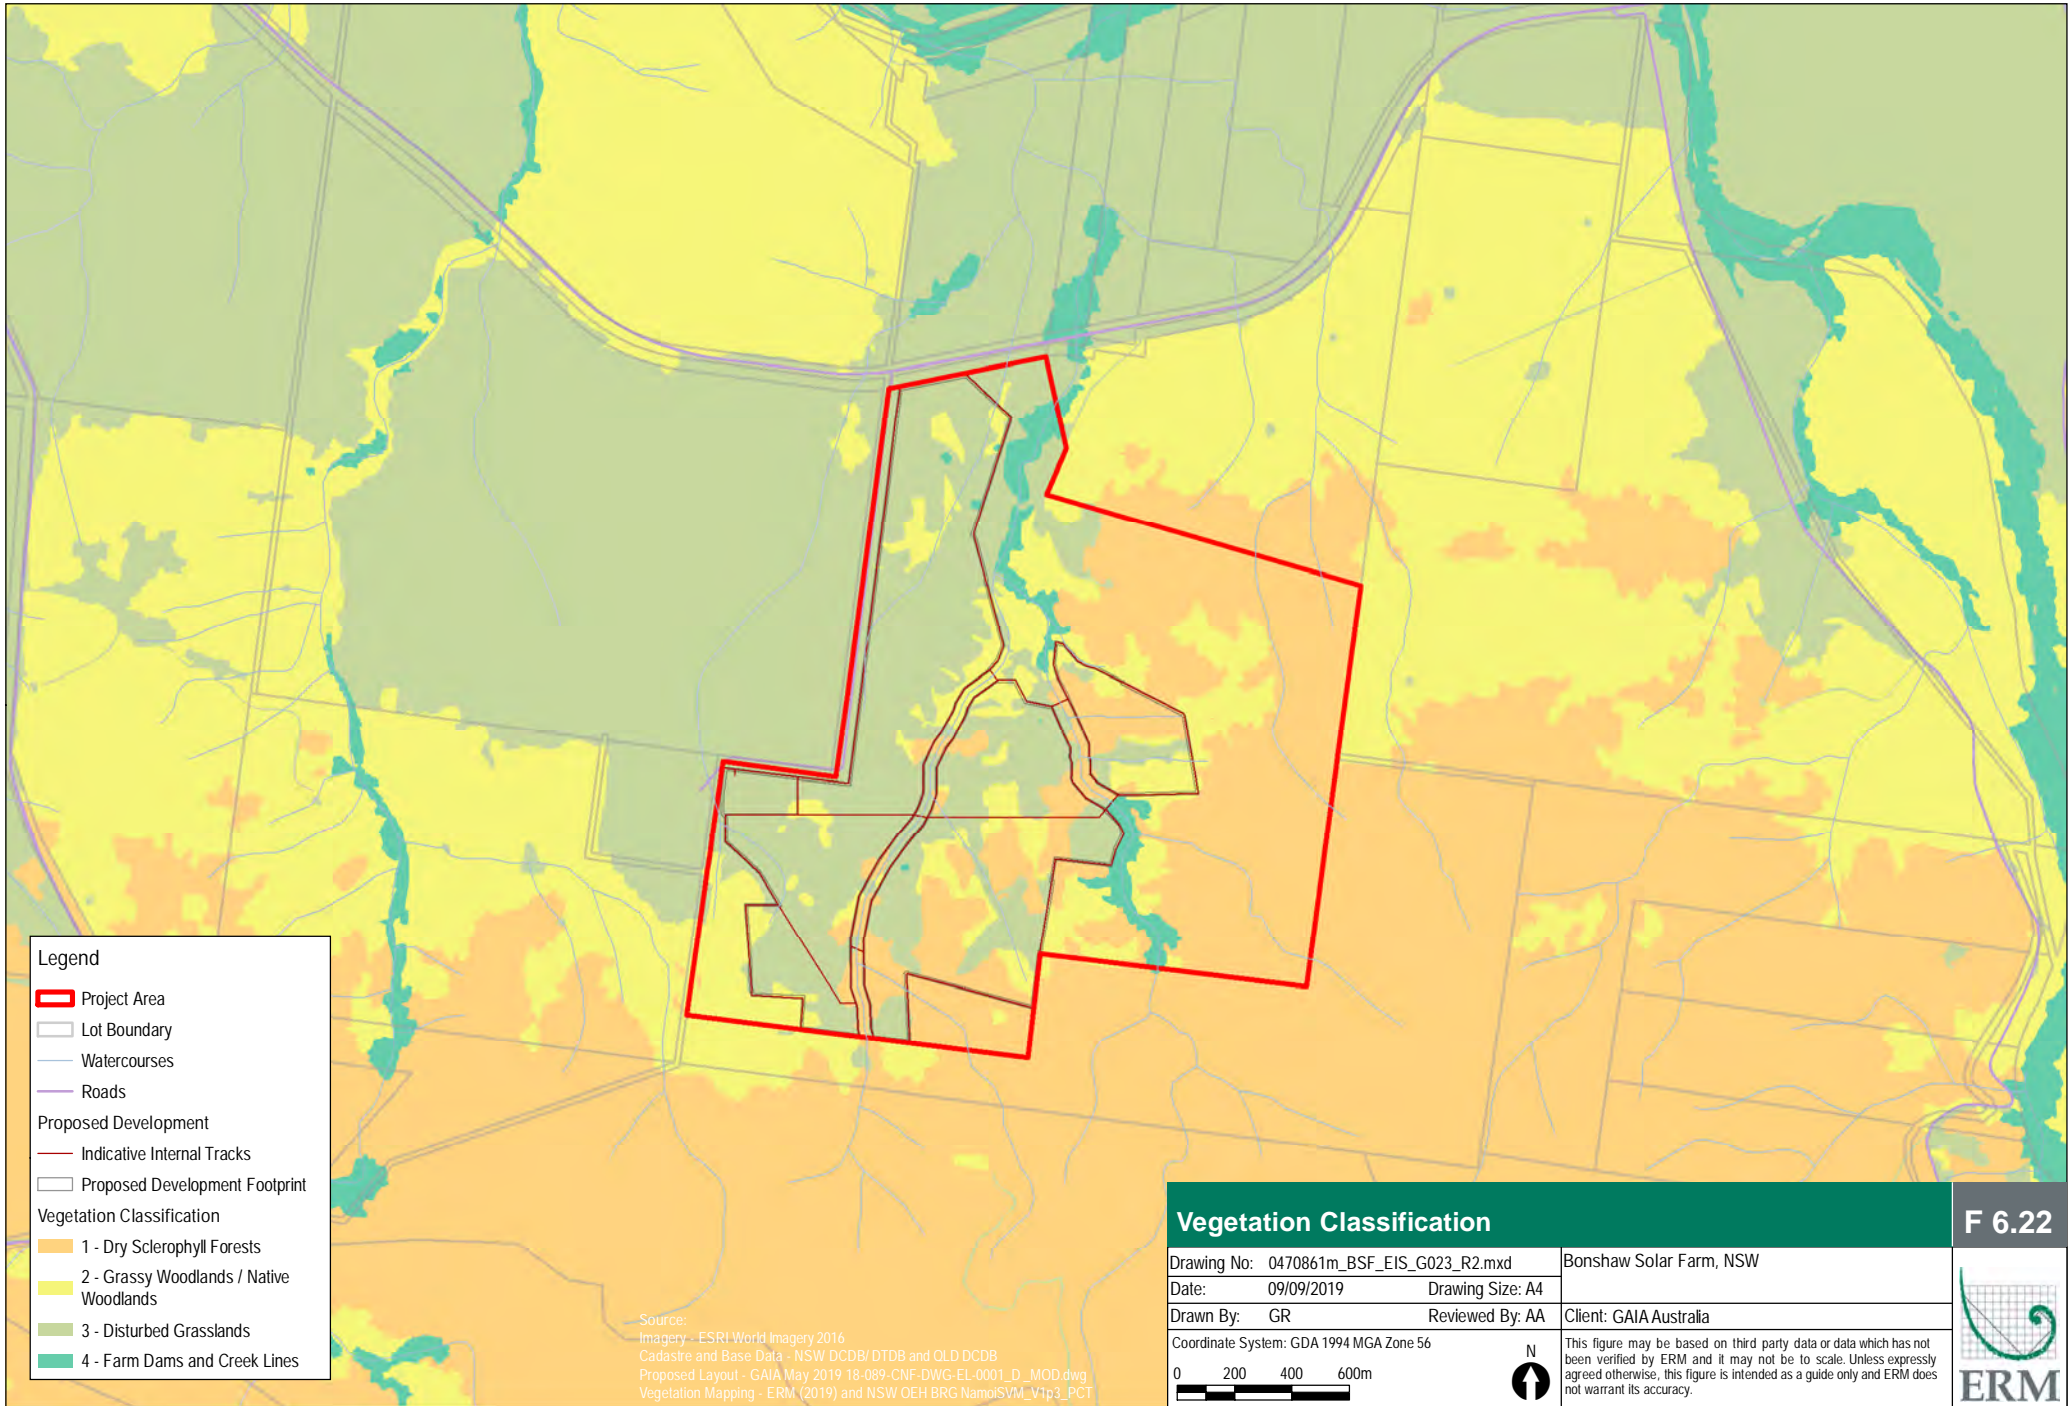 Legend
Project Area
Lot Boundary
Watercourses
Roads
Proposed Development
Indicative Internal Tracks
Proposed Development Footprint
Vegetation Classification
1 - Dry Sclerophyll Forests
2 - Grassy Woodlands / Native
Woodlands
3 - Disturbed Grasslands
4 - Farm Dams and Creek Lines
Source:
Imagery - ESRI World Imagery 2016
Cadastre and Base Data - NSW DCDB/ DTDB and QLD DCDB
Proposed Layout - GAIA May 2019 18-089-CNF-DWG-EL-0001_D _MOD.dwg
Vegetation Mapping - ERM (2019) and NSW OEH BRG NamoiSVM_V1p3_PCT
Vegetation Classification
F 6.22
Drawing No: 0470861m_BSF_EIS_G023_R2.mxd
Bonshaw Solar Farm, NSW
Date: 09/09/2019 Drawing Size: A4
Drawn By: GR Reviewed By: AA
Client: GAIA Australia
Coordinate System: GDA 1994 MGA Zone 56
N
0 200 400 600m
This figure may be based on third party data or data which has not
been verified by ERM and it may not be to scale. Unless expressly
agreed otherwise, this figure is intended as a guide only and ERM does
not warrant its accuracy.
ERM